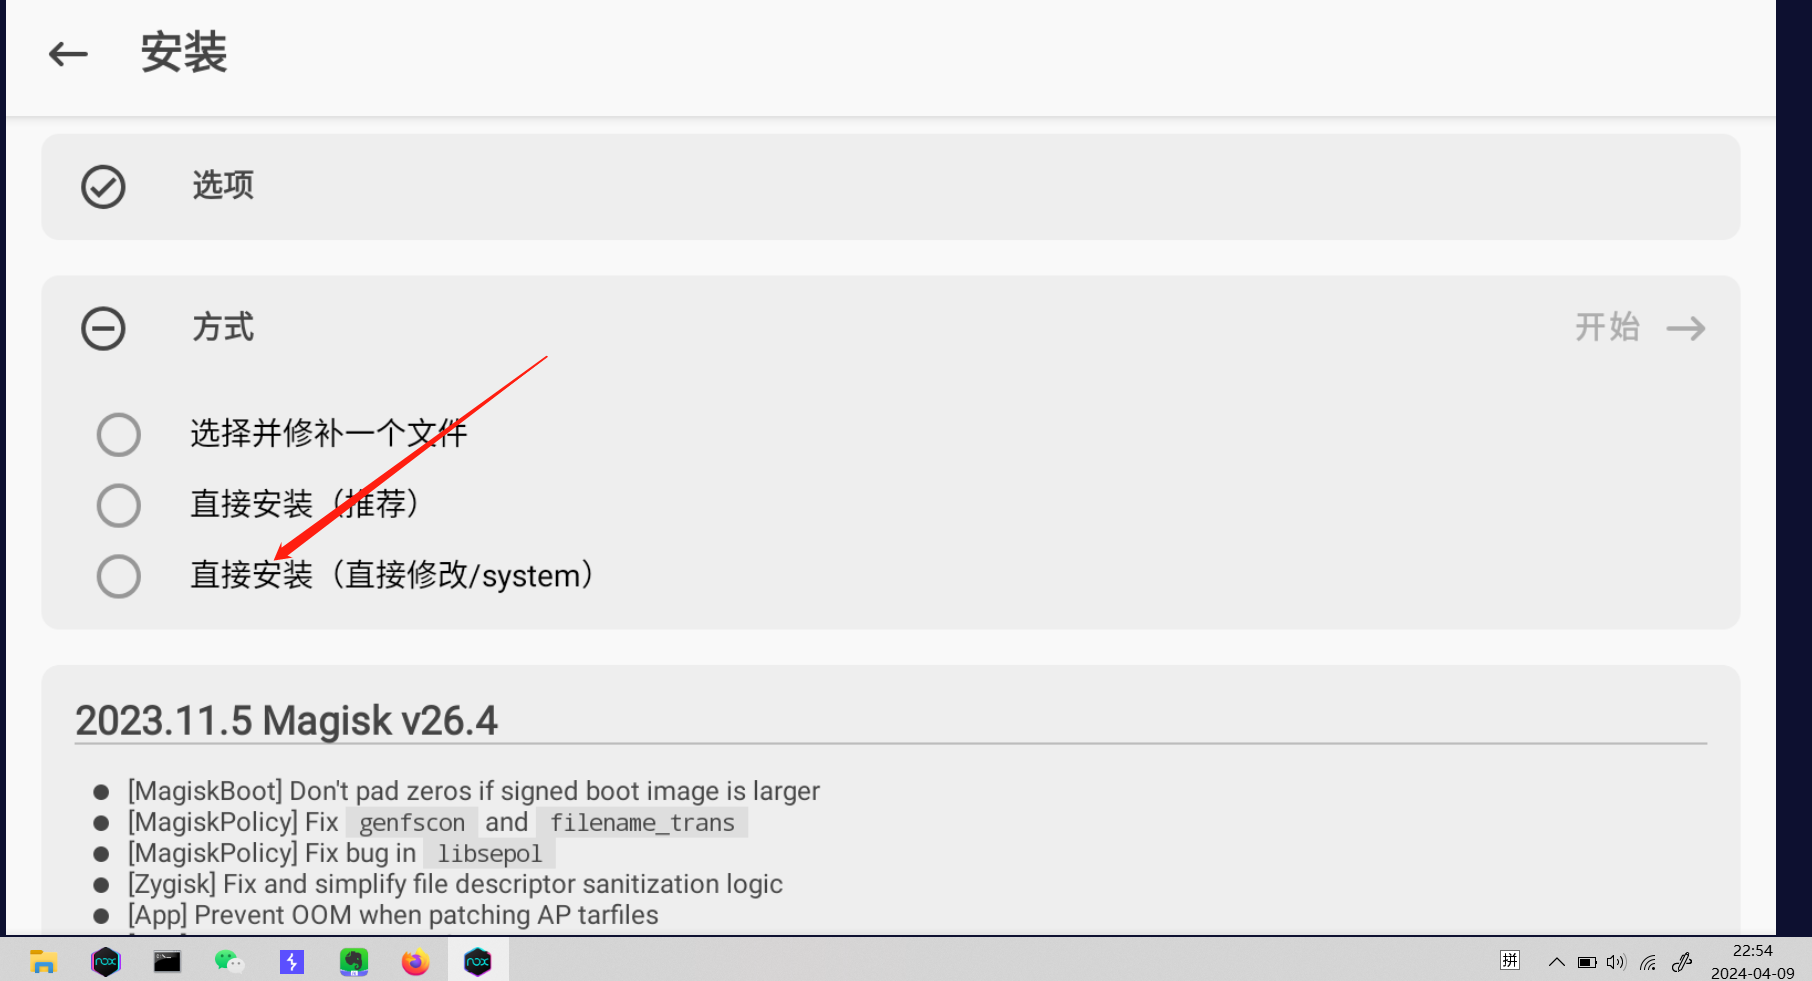 安装
选项
方式
开始
选择并修补一个文件
直接安装（推荐）
直接安装（直接修改/system）
2023.11.5 Magisk v26.4
[MagiskBoot] Don't pad zeros if signed boot image is larger
[MagiskPolicy] Fix genfscon and filename_trans
[MagiskPolicy] Fix bug in libsepol
[Zygisk] Fix and simplify file descriptor sanitization logic
[App] Prevent OOM when patching AP tarfiles
nox
nox
拼
22:54
2024-04-09